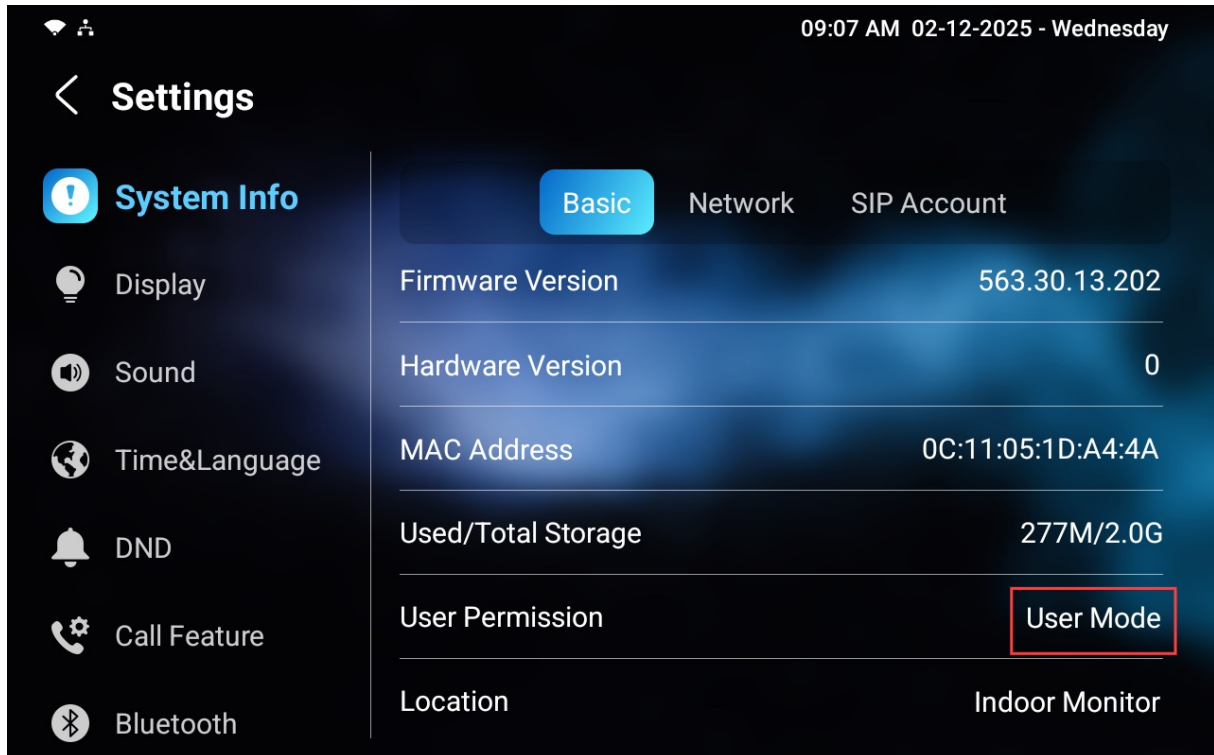 09:07 AM 02-12-2025 - Wednesday
Settings
System Info
Display
Sound
Time&Language
DND
Call Feature
Bluetooth
Basic Network SIP Account
Firmware Version 563.30.13.202
Hardware Version 0
MAC Address 0C:11:05:1D:A4:4A
Used/Total Storage 277M/2.0G
User Permission User Mode
Location Indoor Monitor